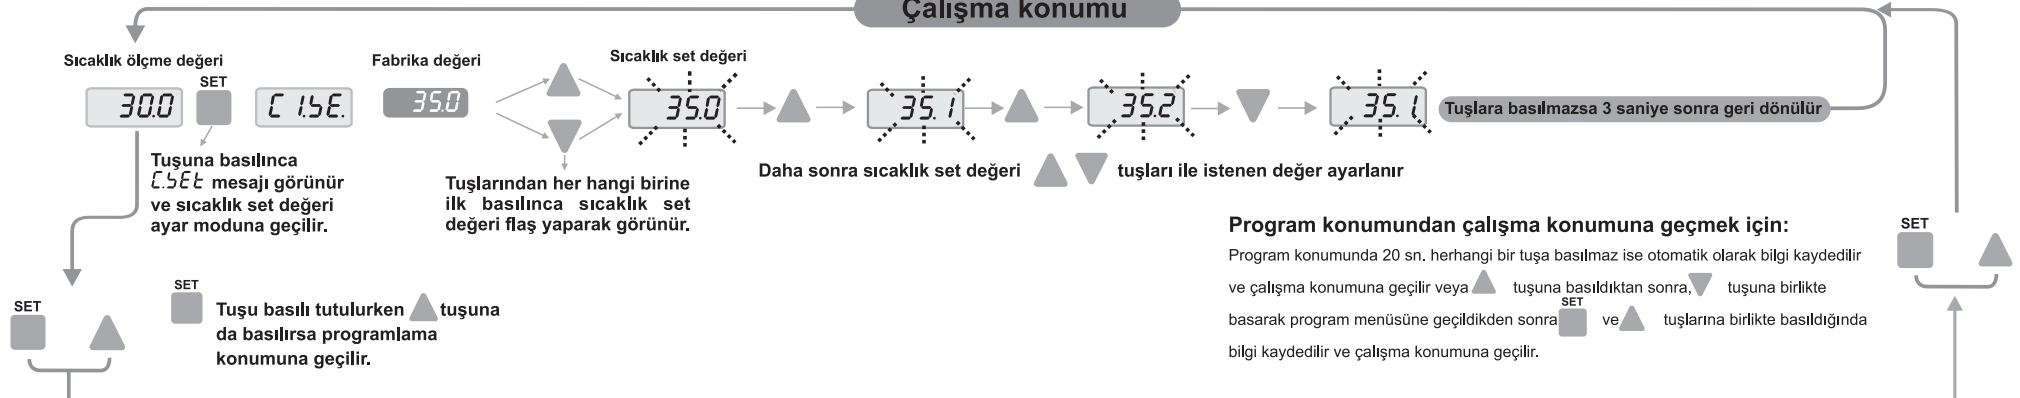 Çalışma konumu
Sıcaklık ölçme değeri
SET
30.0
C 1.SE.
Fabrika değeri
35.0
Sıcaklık set değeri
35.0
35.1
35.2
35.1
Tuşlara basılmazsa 3 saniye sonra geri dönülür
Tuşuna basılınca
C.SEt mesajı görünür
ve sıcaklık set değeri
ayar moduna geçilir.
Tuşlarından her hangi birine
ilk basılınca sıcaklık set
değeri flaş yaparak görünür.
Daha sonra sıcaklık set değeri ▲ ▼ tuşları ile istenen değer ayarlanır
SET
SET
Tuşu basılı tutulurken ▲ tuşuna
da basılırsa programlama
konumuna geçilir.
Program konumundan çalışma konumuna geçmek için:
Program konumunda 20 sn. herhangi bir tuşa basılmaz ise otomatik olarak bilgi kaydedilir
ve çalışma konumuna geçilir veya ▲ tuşuna basıldıktan sonra, ▼ tuşuna birlikte
SET
basarak program menüsüne geçildikden sonra ve ▲ tuşlarına birlikte basıldığında
bilgi kaydedilir ve çalışma konumuna geçilir.
SET